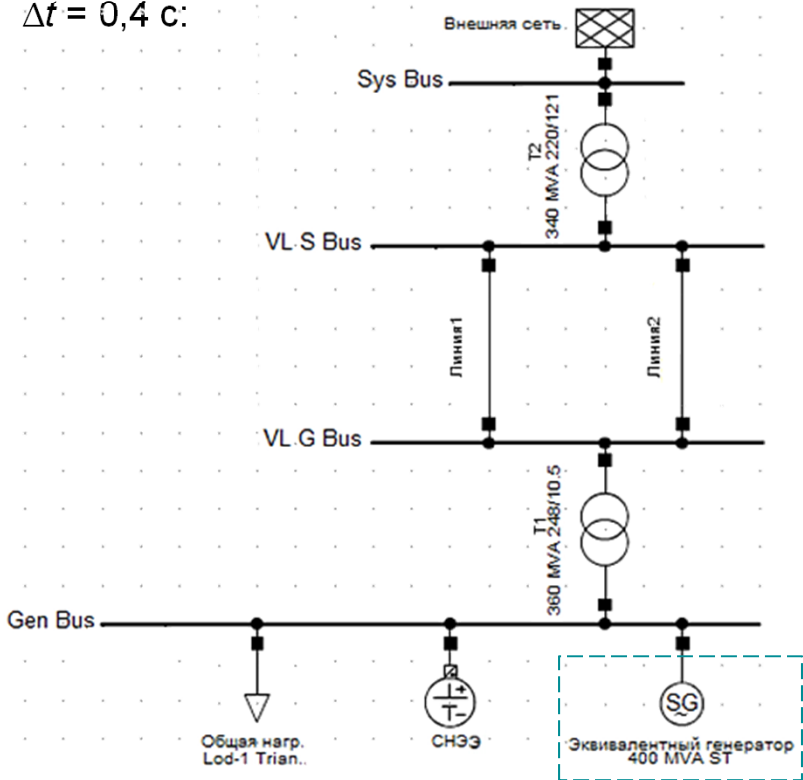 Δt = 0,4 с:
Внешняя сеть.
Sys Bus
T2
340 MVA 220/121
VL S Bus
Линия1
Линия2
VL G Bus
T1
360 MVA 248/10.5
Gen Bus
Общая нагр.
Lod-1 Trian..
СНЭЭ
SG
~
Эквивалентный генератор
400 MVA ST